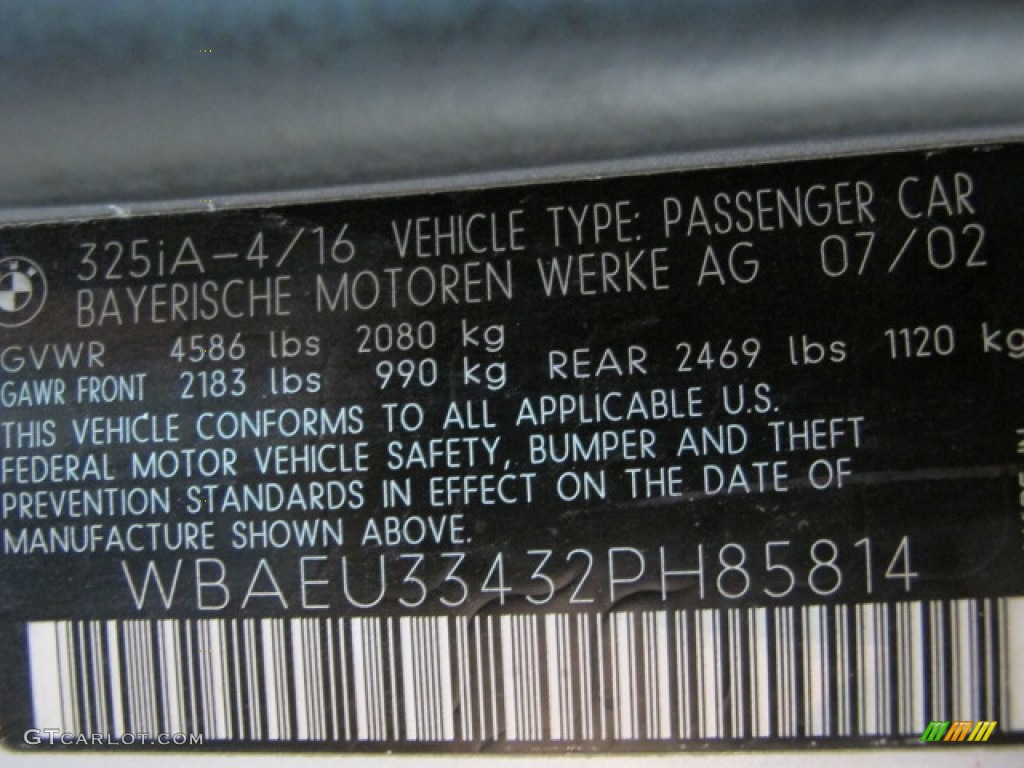 325iA-4/16 VEHICLE TYPE: PASSENGER CAR
BAYERISCHE MOTOREN WERKE AG 07/02
GVWR 4586 lbs 2080 kg
GAWR FRONT 2183 lbs 990 kg REAR 2469 lbs 1120 kg
THIS VEHICLE CONFORMS TO ALL APPLICABLE U.S.
FEDERAL MOTOR VEHICLE SAFETY, BUMPER AND THEFT
PREVENTION STANDARDS IN EFFECT ON THE DATE OF
MANUFACTURE SHOWN ABOVE.
WBAEU33432PH85814
GTcarlot.com